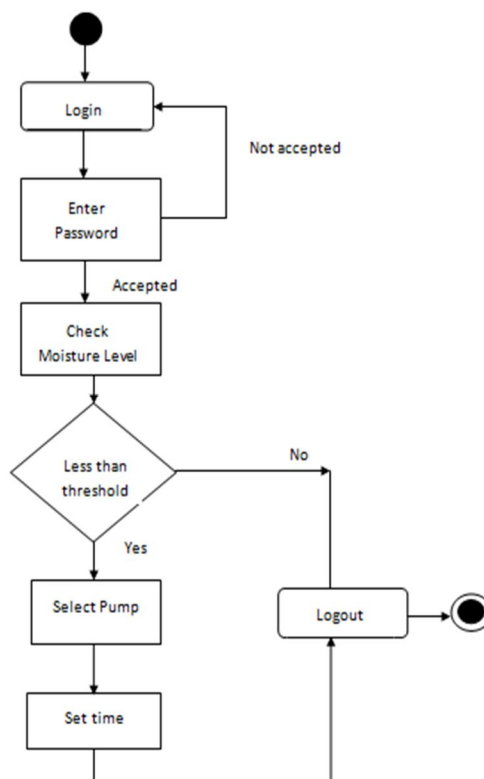 Login
Not accepted
Enter
Password
Accepted
Check
Moisture Level
No
Less than
threshold
Yes
Select Pump
Logout
Set time